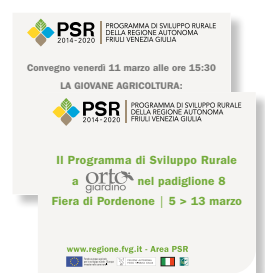 PSR
2014-2020
PROGRAMMA DI SVILUPPO RURALE
DELLA REGIONE AUTONOMA
FRIULI VENEZIA GIULIA
Convegno venerdì 11 marzo alle ore 15:30
LA GIOVANE AGRICOLTURA:
PSR
2014-2020
PROGRAMMA DI SVILUPPO RURALE
DELLA REGIONE AUTONOMA
FRIULI VENEZIA GIULIA
Il Programma di Sviluppo Rurale
a orto giardino nel padiglione 8
Fiera di Pordenone | 5 > 13 marzo
www.regione.fvg.it - Area PSR